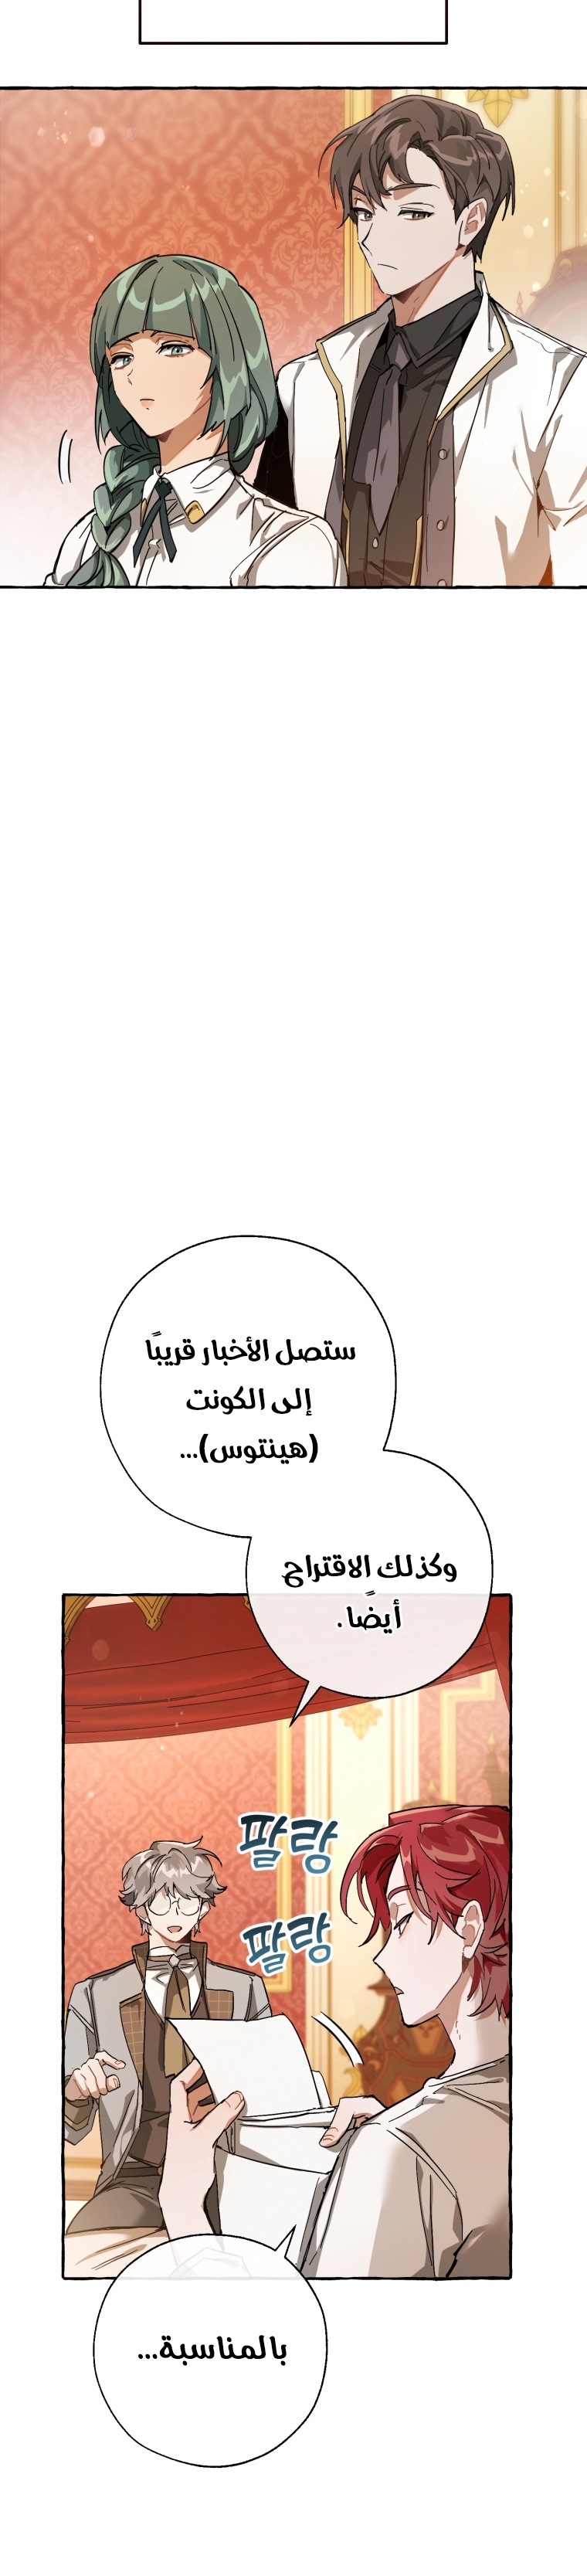 ستصل الأخبار قريبًا
إلى الكونت
(هينتوس)...
وكذلك الاقتراح
أيضًا.
팔랑
팔랑
بالمناسبة...